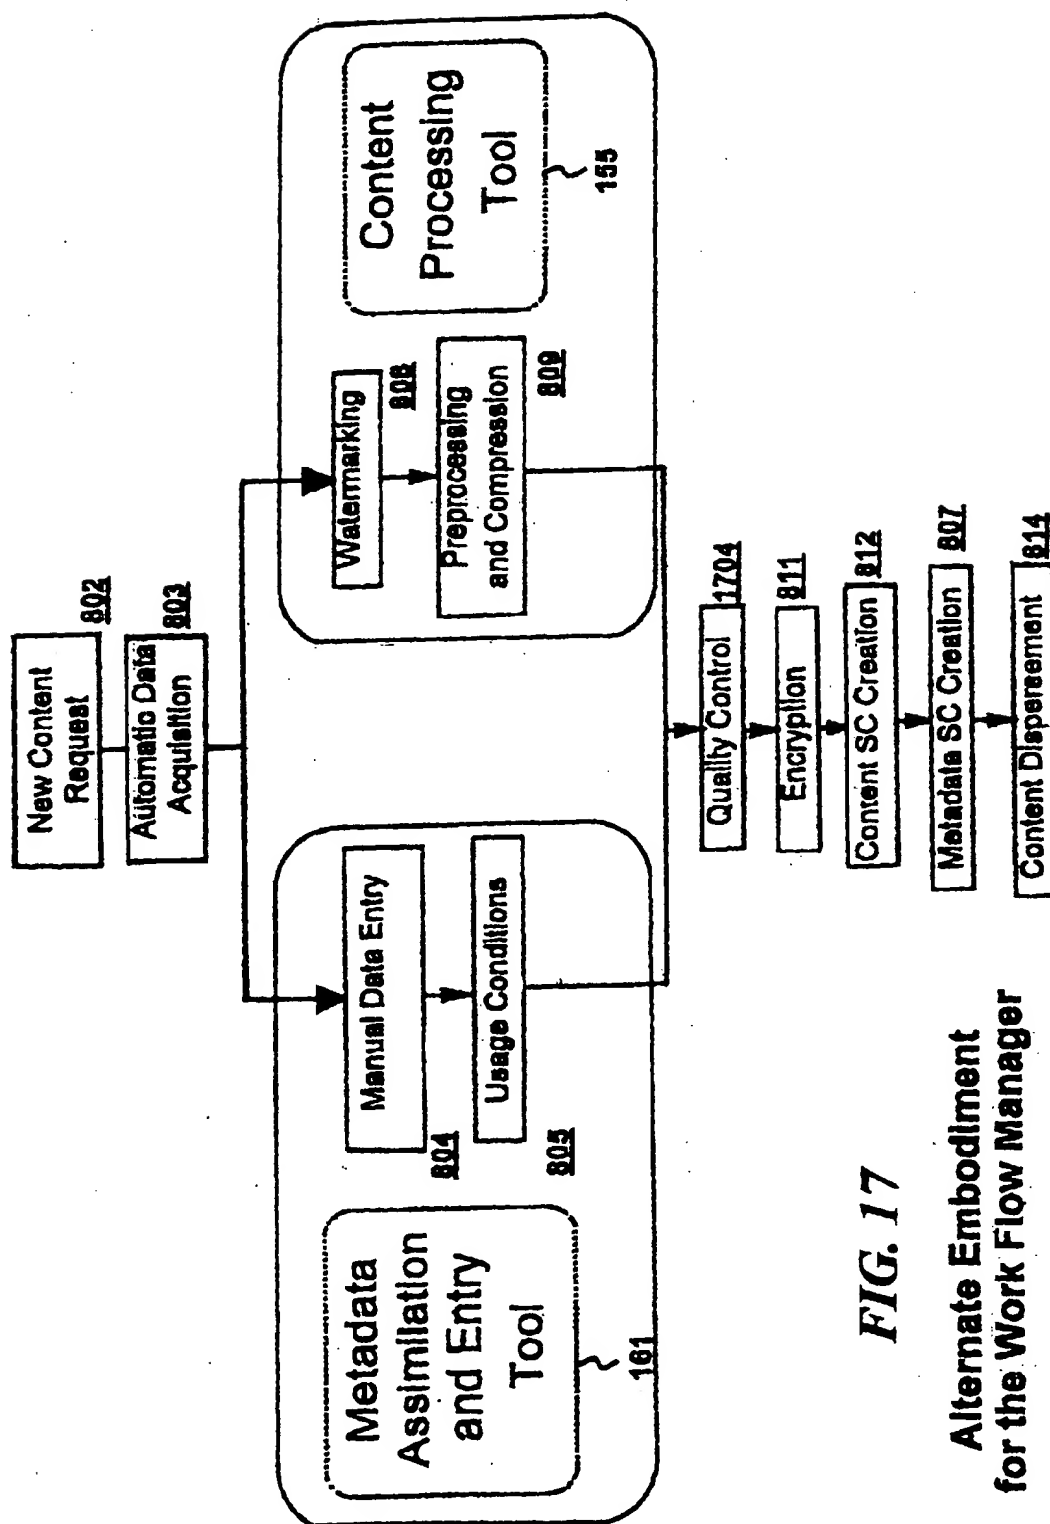 New Content
Request
802
Automatic Data
Acquisition
803
Metadata
Assimilation
and Entry
Tool
161
Manual Data Entry
804
Usage Conditions
805
Watermarking
808
Preprocessing
and Compression
809
Content
Processing
Tool
155
Quality Control
1704
Encryption
811
Content SC Creation
812
Metadata SC Creation
807
Content Dispersement
814
FIG. 17
Alternate Embodiment
for the Work Flow Manager